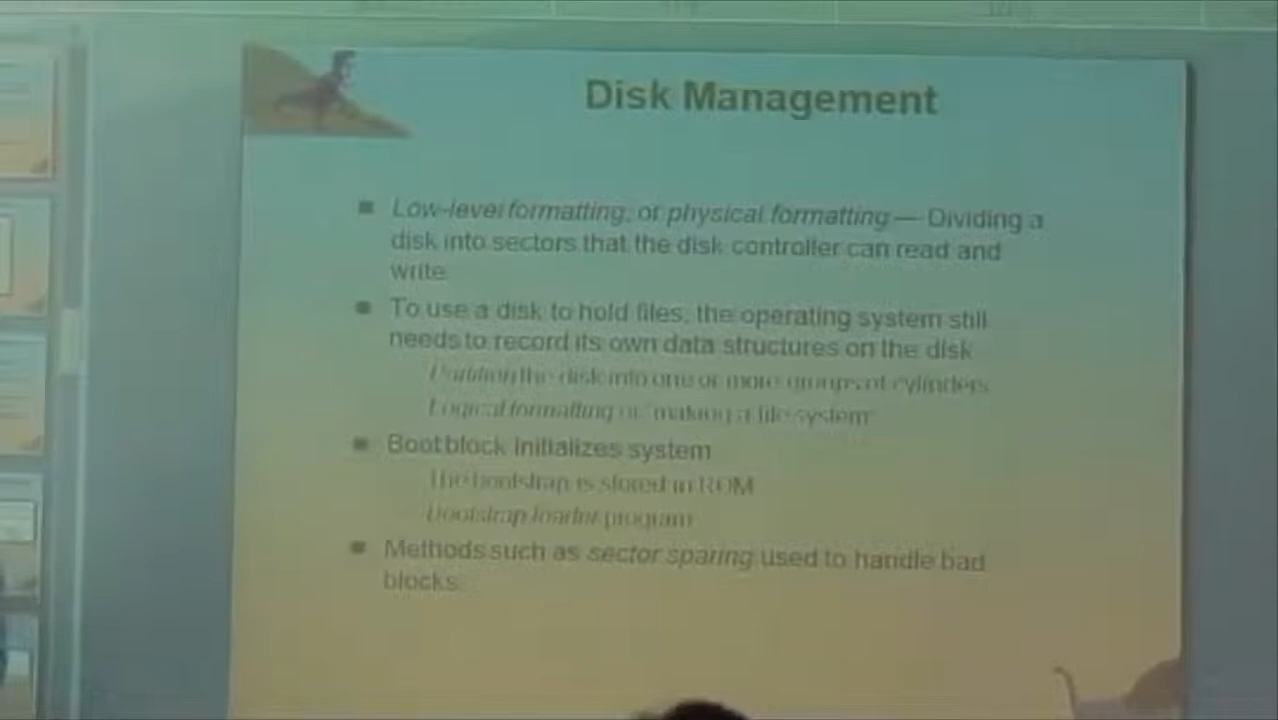 Disk Management
Low-level formatting, or physical formatting — Dividing a
disk into sectors that the disk controller can read and
write.
To use a disk to hold files, the operating system still
needs to record its own data structures on the disk
Partition the disk into one or more groups of cylinders
Logical formatting or "making a file system"
Boot block initializes system
The bootstrap is stored in ROM
Bootstrap loader program
Methods such as sector sparing used to handle bad
blocks.